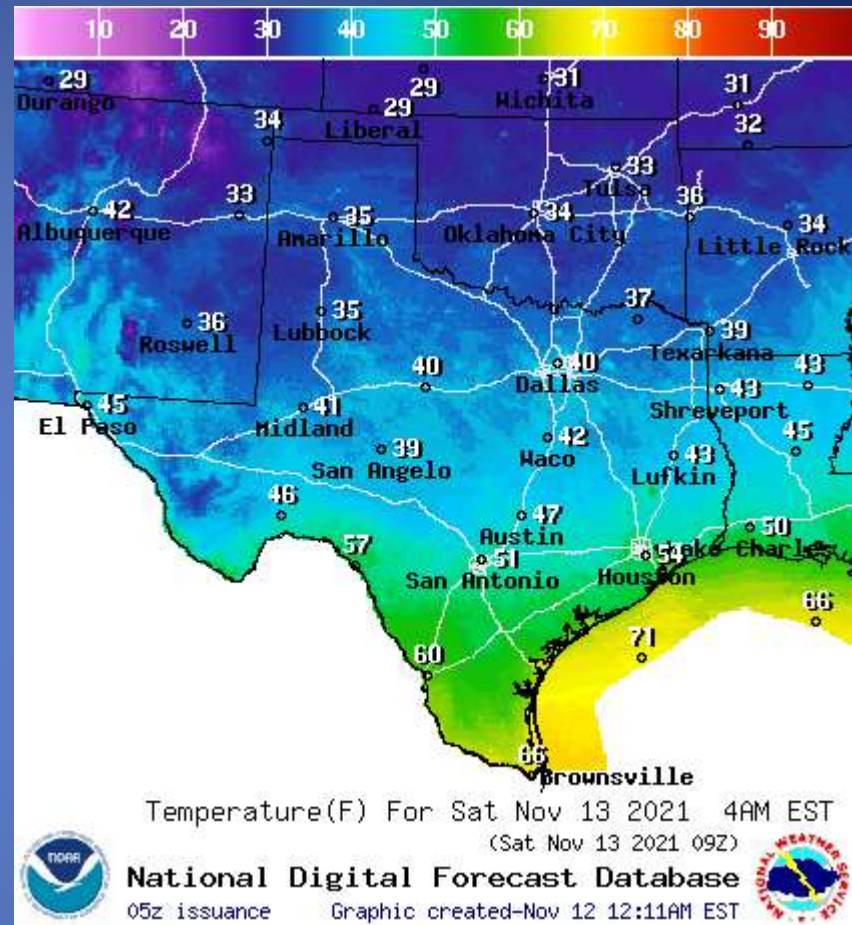 10 20 30 40 50 60 70 80 90
29 Durango
29
31 Wichita
31
29 Liberal
34
32
33 Tulsa
42 Albuquerque
33
35 Amarillo
34 Oklahoma City
36
34 Little Rock
36 Roswell
35 Lubbock
37
39 Texarkana
40
40 Dallas
43 Shreveport
43
45 El Paso
41 Midland
39 San Angelo
42 Waco
43 Lufkin
45
46
47 Austin
50
57
51 San Antonio
Houston
Lake
60
71
66
66 Brownsville
Temperature(F) For Sat Nov 13 2021 4AM EST
(Sat Nov 13 2021 09Z)
NOAA
NATIONAL WEATHER SERVICE
National Digital Forecast Database
05z issuance Graphic created-Nov 12 12:11AM EST